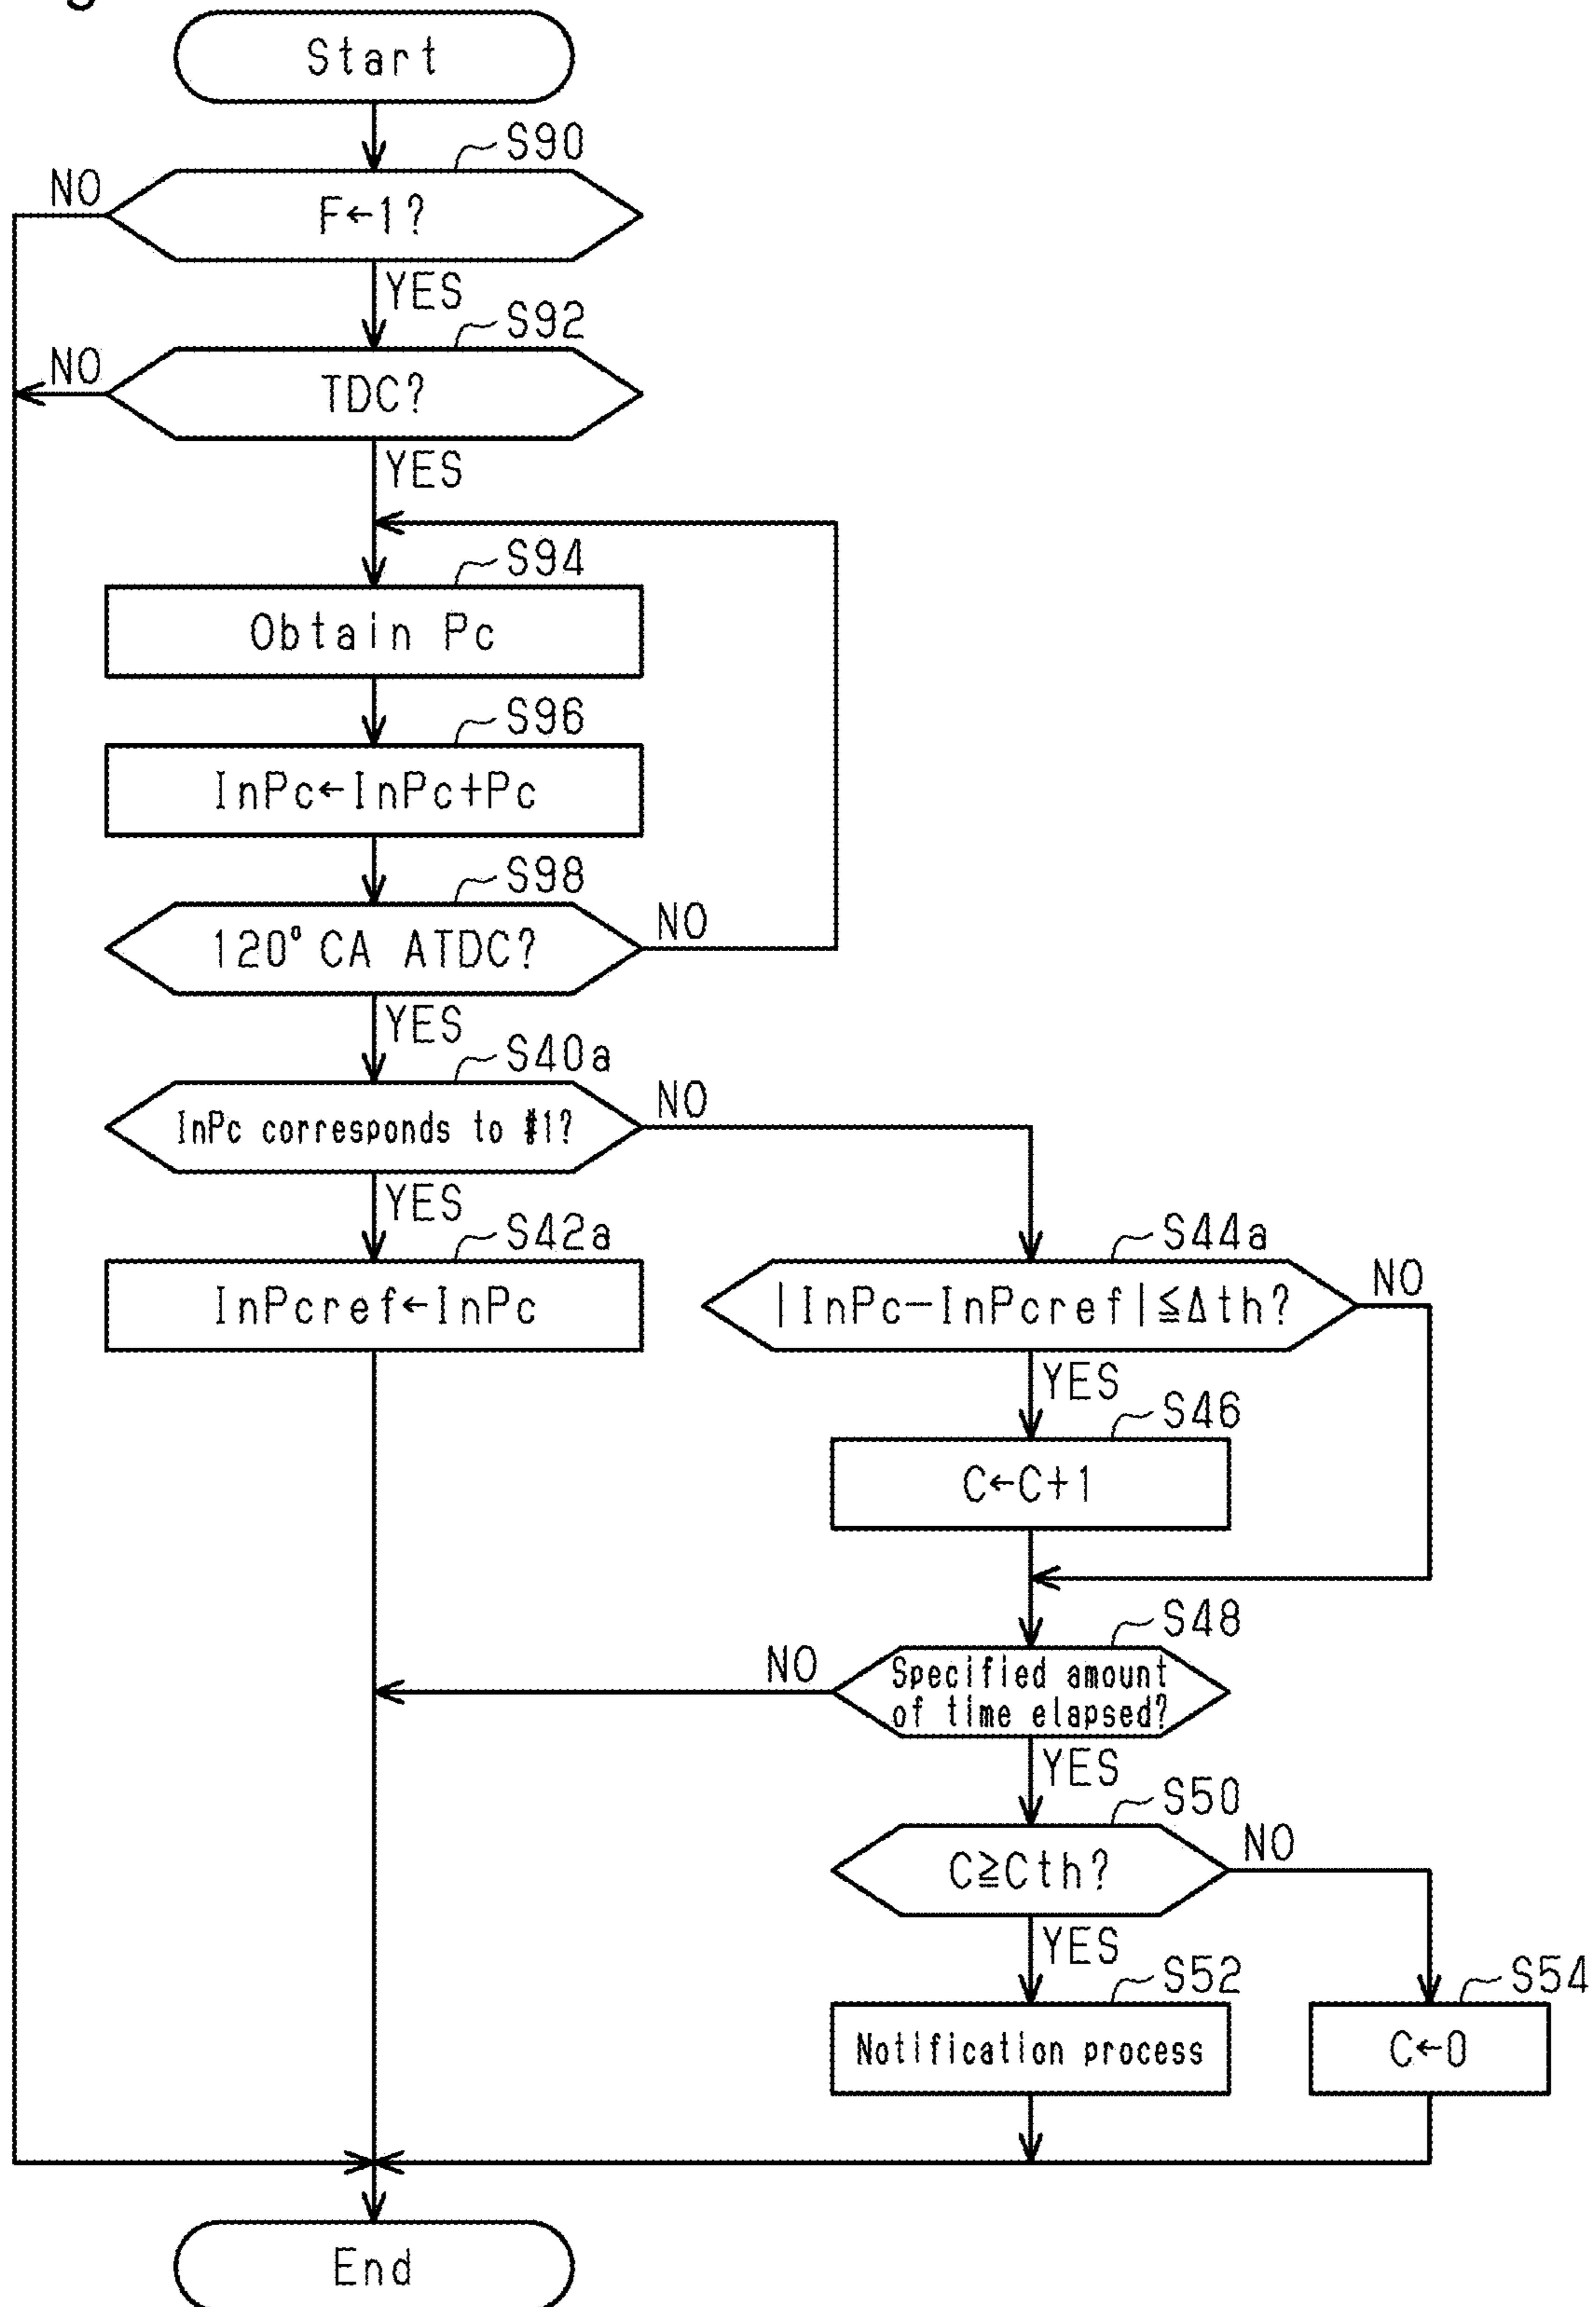 Start
S90
NO
F←1?
YES
S92
NO
TDC?
YES
S94
Obtain Pc
S96
InPc←InPc+Pc
S98
120° CA ATDC?
NO
YES
S40a
InPc corresponds to #1?
NO
YES
S42a
InPcref←InPc
S44a
|InPc−InPcref|≦Δth?
NO
YES
S46
C←C+1
S48
NO
Specified amount
of time elapsed?
YES
S50
C≧Cth?
NO
YES
S52
Notification process
S54
C←0
End